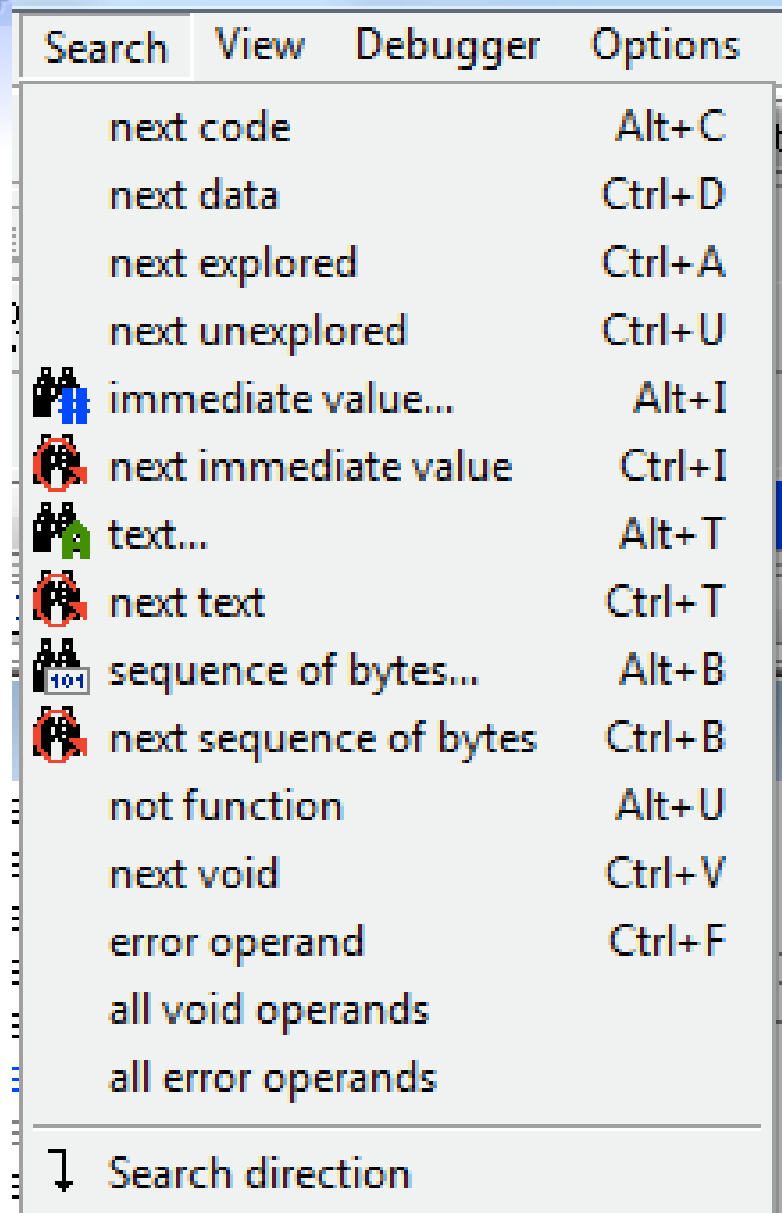 Search View Debugger Options
next code Alt+C
next data Ctrl+D
next explored Ctrl+A
next unexplored Ctrl+U
immediate value... Alt+I
next immediate value Ctrl+I
text... Alt+T
next text Ctrl+T
101 sequence of bytes... Alt+B
next sequence of bytes Ctrl+B
not function Alt+U
next void Ctrl+V
error operand Ctrl+F
all void operands
all error operands
Search direction